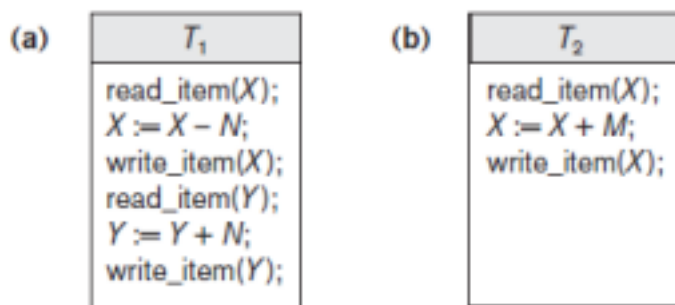 (a)
T₁
read_item(X);
X := X – N;
write_item(X);
read_item(Y);
Y := Y + N;
write_item(Y);
(b)
T₂
read_item(X);
X := X + M;
write_item(X);